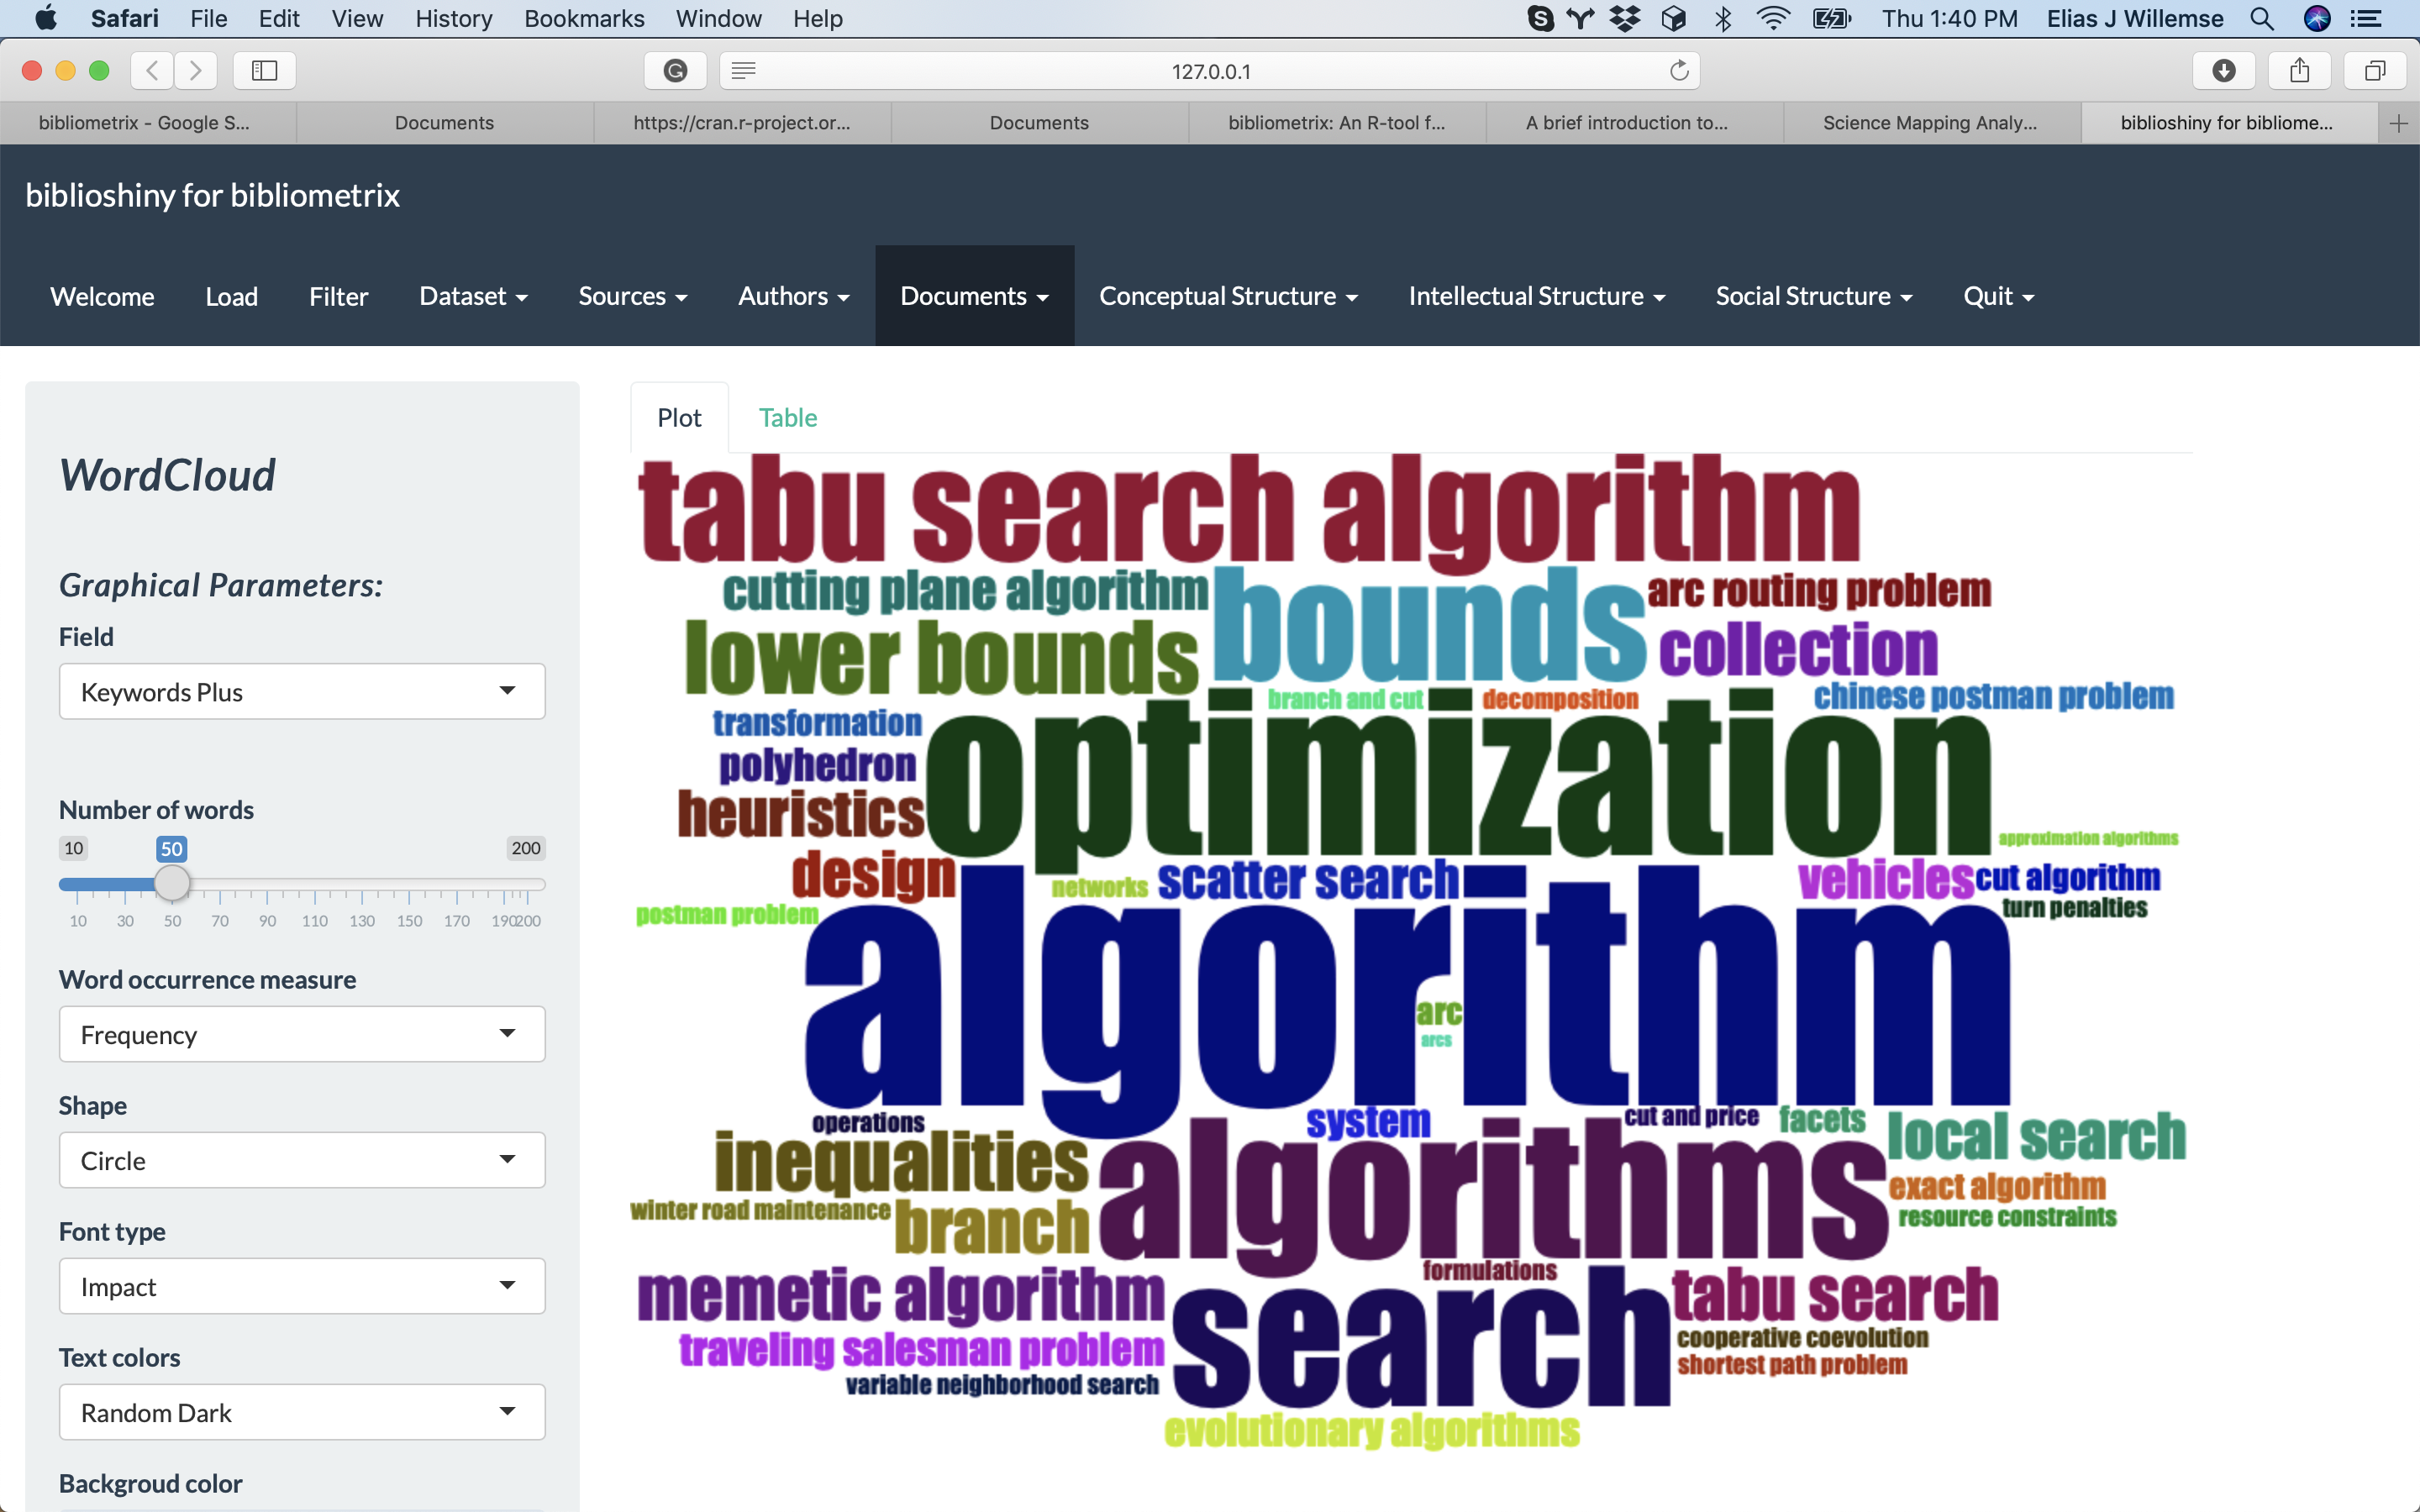 Safari File Edit View History Bookmarks Window Help Thu 1:40 PM Elias J Willemse
127.0.0.1
bibliometrix - Google S... Documents https://cran.r-project.or... Documents bibliometrix: An R-tool f... A brief introduction to... Science Mapping Analy... biblioshiny for bibliome...
biblioshiny for bibliometrix
Welcome Load Filter Dataset Sources Authors Documents Conceptual Structure Intellectual Structure Social Structure Quit
Plot Table
WordCloud
Graphical Parameters:
Field
Keywords Plus
Number of words
10 50 200
10 30 50 70 90 110 130 150 170 190200
Word occurrence measure
Frequency
Shape
Circle
Font type
Impact
Text colors
Random Dark
Backgroud color
tabu search algorithm
cutting plane algorithm
bounds
arc routing problem
lower bounds
collection
branch and cut
decomposition
chinese postman problem
transformation
optimization
polyhedron
heuristics
approximation algorithms
design
networks
scatter search
vehicles
cut algorithm
postman problem
turn penalties
algorithm
arc
arcs
operations
system
cut and price
facets
local search
inequalities
algorithms
exact algorithm
winter road maintenance
branch
resource constraints
formulations
memetic algorithm
search
tabu search
traveling salesman problem
cooperative coevolution
shortest path problem
variable neighborhood search
evolutionary algorithms